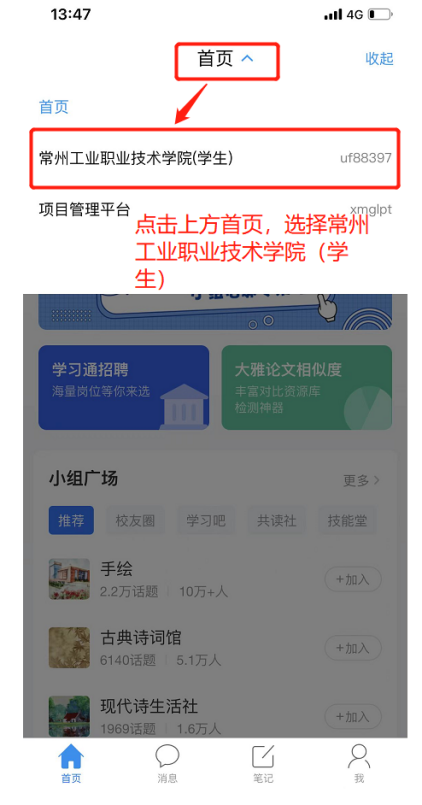 13:47
4G
首页
收起
首页
常州工业职业技术学院(学生)
uf88397
项目管理平台
xmglpt
点击上方首页，选择常州
工业职业技术学院（学
生）
学习通招聘
海量岗位等你来选
大雅论文相似度
丰富对比资源库
检测神器
小组广场
更多
推荐
校友圈
学习吧
共读社
技能堂
手绘
2.2万话题 10万+人
+加入
古典诗词馆
6140话题 5.1万人
+加入
现代诗生活社
1969话题 1.6万人
+加入
首页
消息
笔记
我